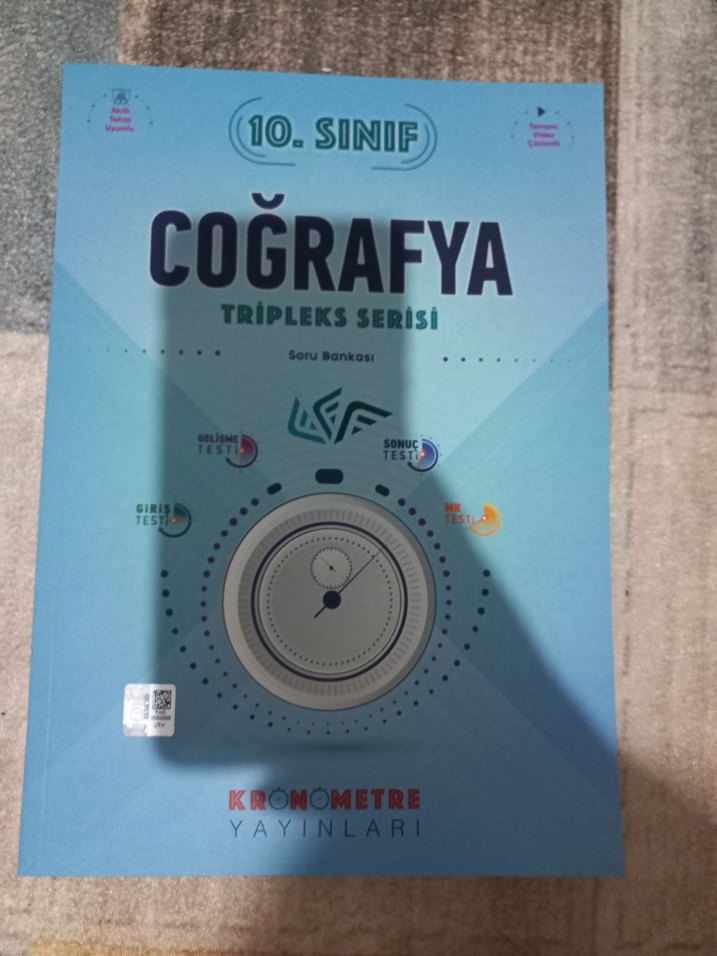 Akıllı
Tahta
Uyumlu
10. SINIF
Tamamı
Video
Çözümlü
COĞRAFYA
TRİPLEKS SERİSİ
Soru Bankası
GELİŞME
TESTİ
SONUÇ
TESTİ
GİRİŞ
TESTİ
MR
TESTİ
KRONOMETRE
YAYINLARI